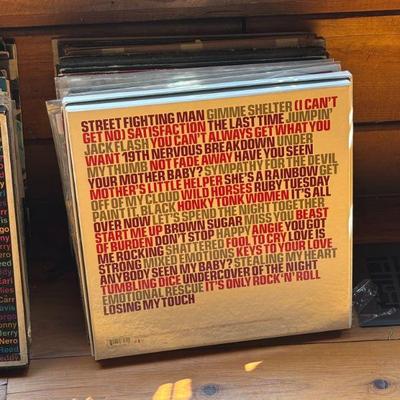 STREET FIGHTING MAN GIMME SHELTER (I CAN'T
GET NO) SATISFACTION THE LAST TIME JUMPIN'
JACK FLASH YOU CAN'T ALWAYS GET WHAT YOU
WANT 19TH NERVOUS BREAKDOWN UNDER
MY THUMB NOT FADE AWAY HAVE YOU SEEN
YOUR MOTHER BABY? SYMPATHY FOR THE DEVIL
MOTHER'S LITTLE HELPER SHE'S A RAINBOW GET
OFF OF MY CLOUD WILD HORSES RUBY TUESDAY
PAINT IT, BLACK HONKY TONK WOMEN IT'S ALL
OVER NOW LET'S SPEND THE NIGHT TOGETHER
START ME UP BROWN SUGAR MISS YOU BEAST
OF BURDEN DON'T STOP HAPPY ANGIE YOU GOT
ME ROCKING SHATTERED FOOL TO CRY LOVE IS
STRONG MIXED EMOTIONS KEYS TO YOUR LOVE
ANYBODY SEEN MY BABY? STEALING MY HEART
TUMBLING DICE UNDERCOVER OF THE NIGHT
EMOTIONAL RESCUE IT'S ONLY ROCK 'N' ROLL
LOSING MY TOUCH